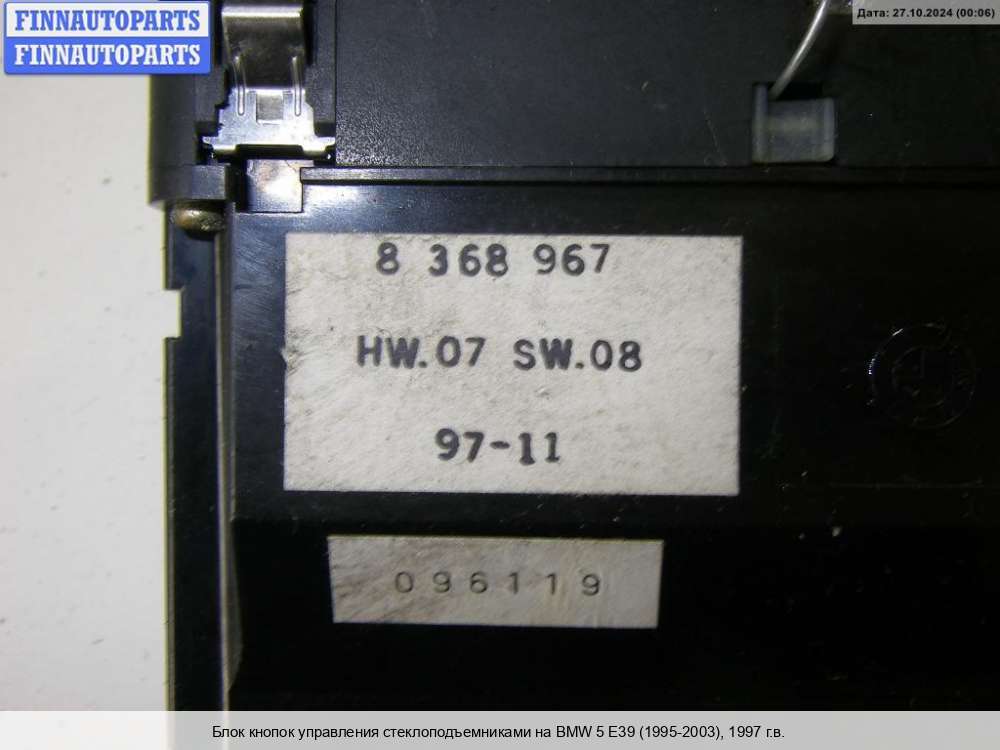 FINNAUTOPARTS
FINNAUTOPARTS
Дата: 27.10.2024 (00:06)
8 368 967
HW.07 SW.08
97-11
096119
Блок кнопок управления стеклоподъемниками на BMW 5 E39 (1995-2003), 1997 г.в.